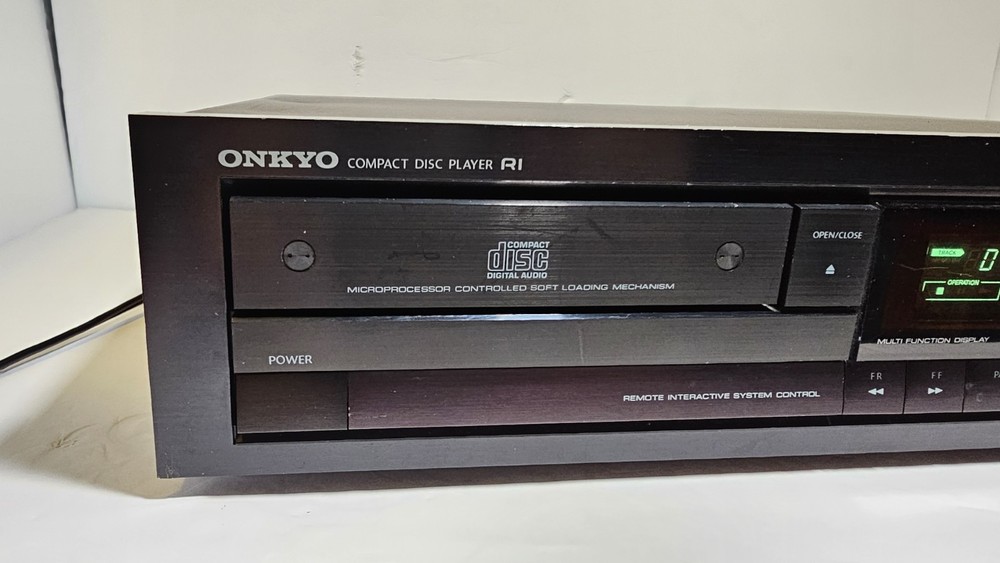 ONKYO COMPACT DISC PLAYER RI
OPEN/CLOSE
COMPACT
disc
DIGITAL AUDIO
MICROPROCESSOR CONTROLLED SOFT LOADING MECHANISM
TRACK 0
OPERATION
MULTI FUNCTION DISPLAY
POWER
FR FF
REMOTE INTERACTIVE SYSTEM CONTROL